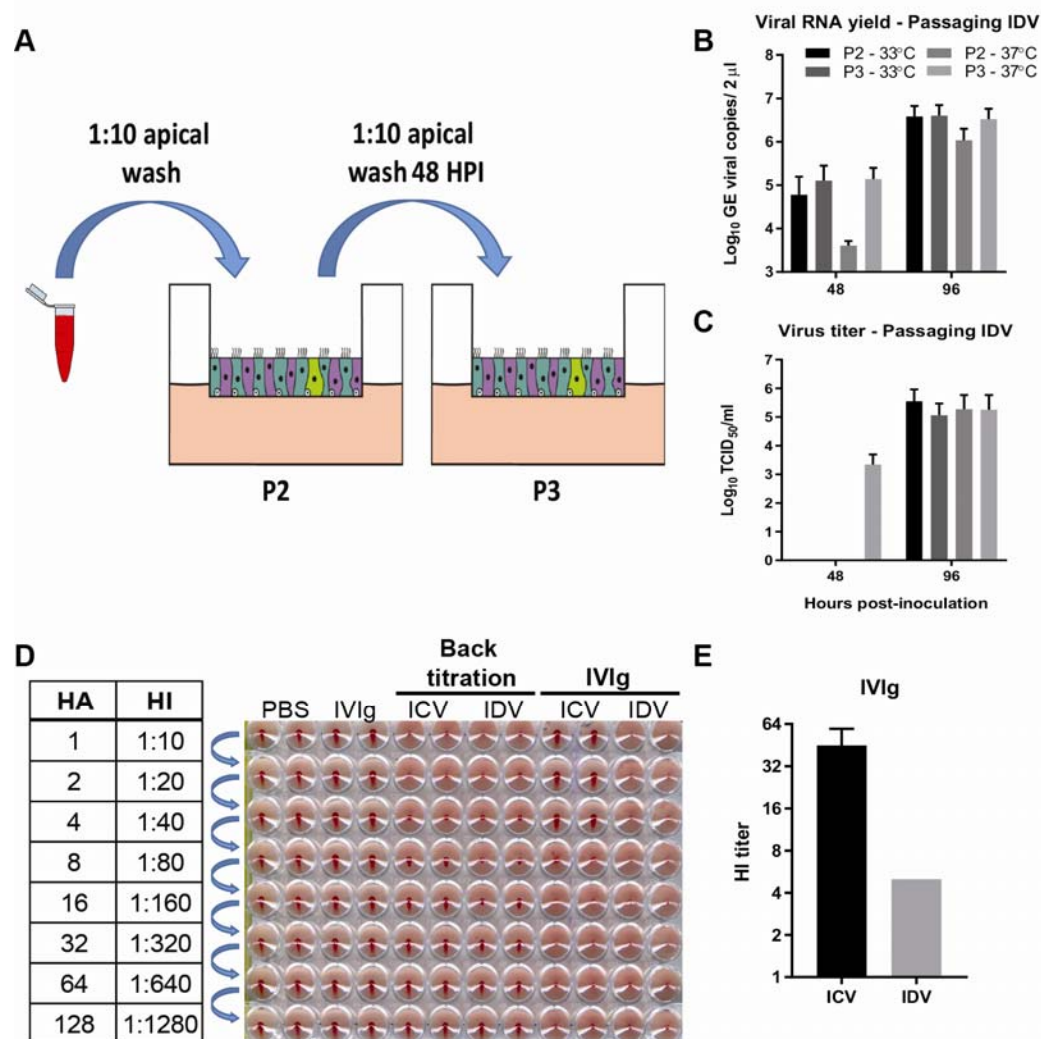 A
1:10 apical
wash
1:10 apical
wash 48 HPI
P2
P3
B
Viral RNA yield - Passaging IDV
P2 - 33°C
P2 - 37°C
P3 - 33°C
P3 - 37°C
Log10 GE viral copies/ 2 µl
7
6
5
4
3
48
96
C
Virus titer - Passaging IDV
Log10 TCID50/ml
7
6
5
4
3
2
1
0
48
96
Hours post-inoculation
D
HA HI
1 1:10
2 1:20
4 1:40
8 1:80
16 1:160
32 1:320
64 1:640
128 1:1280
Back
titration
IVIg
PBS IVIg ICV IDV ICV IDV
E
IVIg
HI titer
64
32
16
8
4
2
1
ICV
IDV